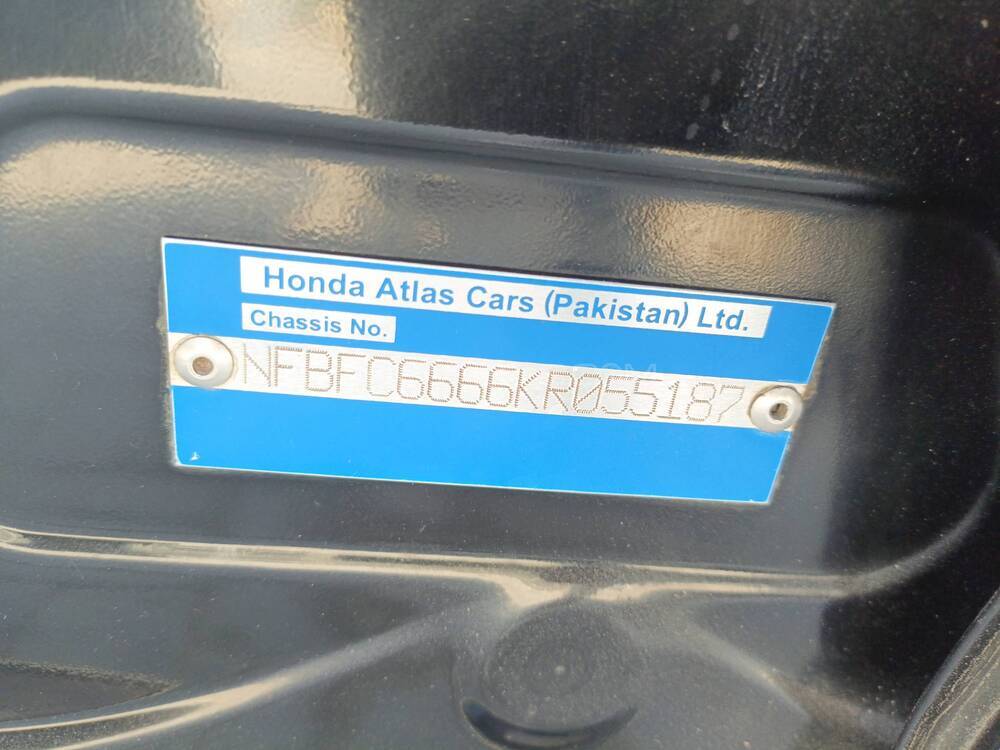 Honda Atlas Cars (Pakistan) Ltd.
Chassis No.
NFBFC6666KR055187